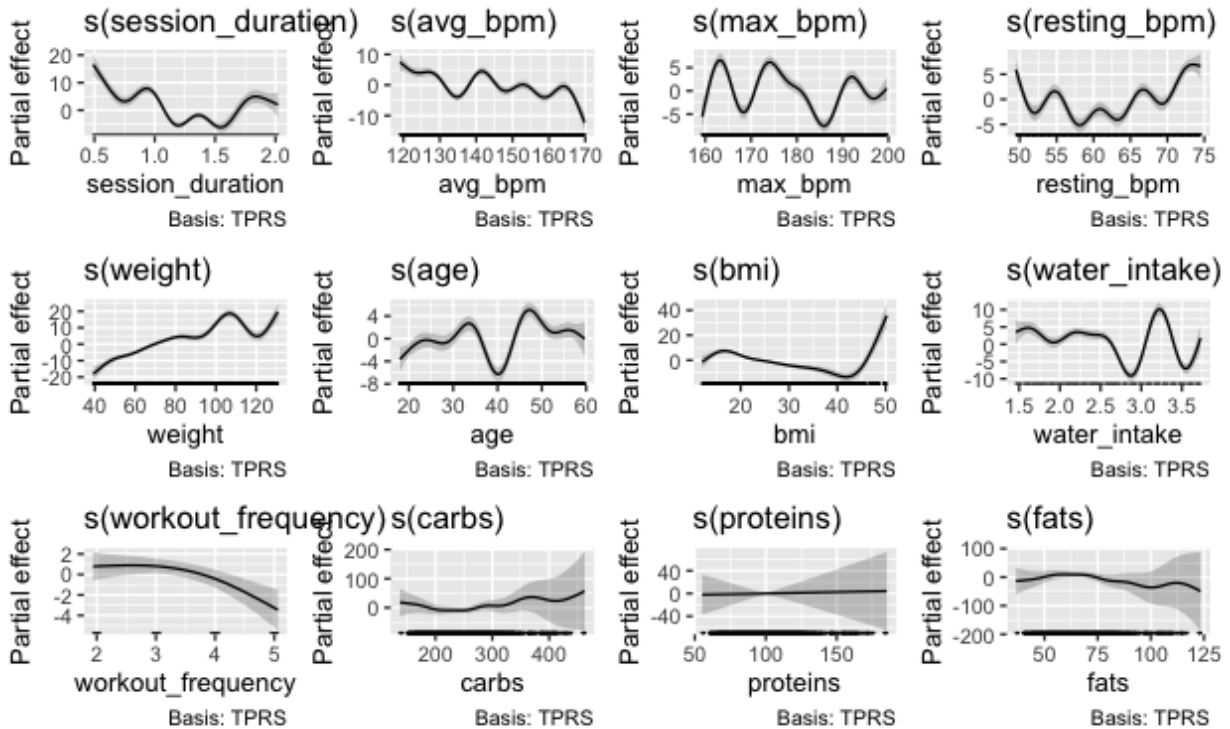 s(session_duration)
Partial effect
20
10
0
0.5 1.0 1.5 2.0
session_duration
Basis: TPRS
s(avg_bpm)
Partial effect
10
0
-10
120 130 140 150 160 170
avg_bpm
Basis: TPRS
s(max_bpm)
Partial effect
5
0
-5
160 170 180 190 200
max_bpm
Basis: TPRS
s(resting_bpm)
Partial effect
5
0
-5
50 55 60 65 70 75
resting_bpm
Basis: TPRS
s(weight)
Partial effect
20
10
0
-10
-20
40 60 80 100 120
weight
Basis: TPRS
s(age)
Partial effect
4
0
-4
-8
20 30 40 50 60
age
Basis: TPRS
s(bmi)
Partial effect
40
20
0
20 30 40 50
bmi
Basis: TPRS
s(water_intake)
Partial effect
10
5
0
-5
-10
1.5 2.0 2.5 3.0 3.5
water_intake
Basis: TPRS
s(workout_frequency)
Partial effect
2
0
-2
-4
2 3 4 5
workout_frequency
Basis: TPRS
s(carbs)
Partial effect
200
100
0
200 300 400
carbs
Basis: TPRS
s(proteins)
Partial effect
40
0
-40
50 100 150
proteins
Basis: TPRS
s(fats)
Partial effect
100
0
-100
-200
50 75 100 125
fats
Basis: TPRS